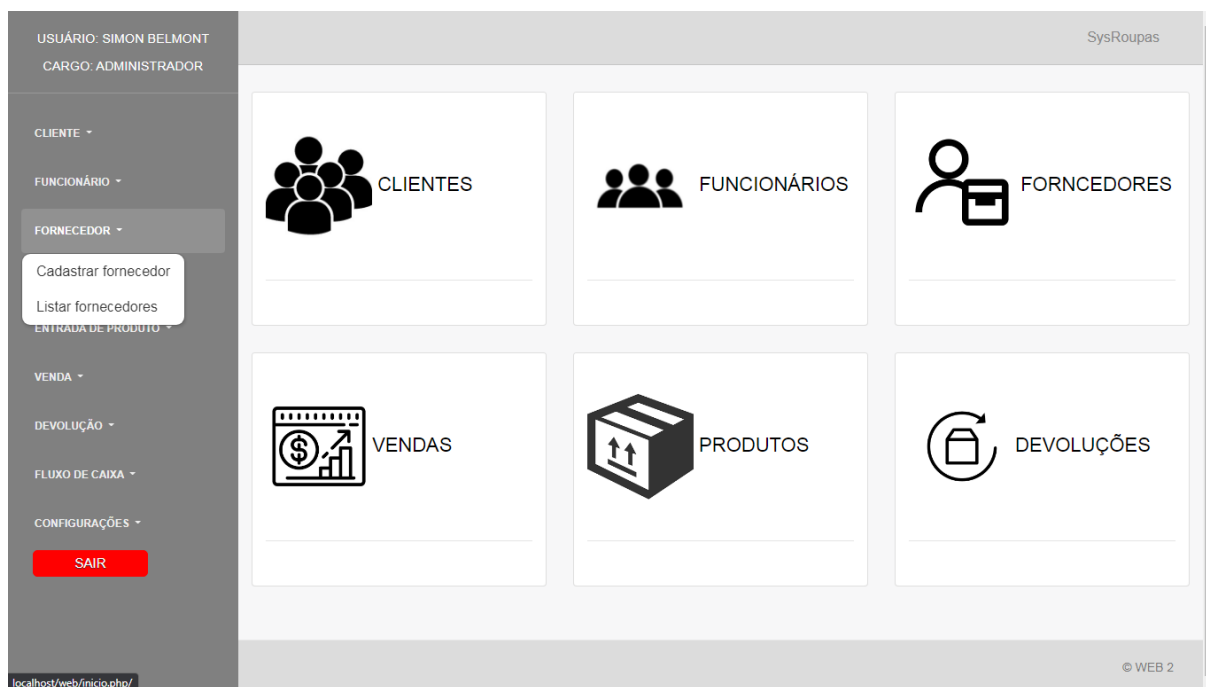 USUÁRIO: SIMON BELMONT
CARGO: ADMINISTRADOR
SysRoupas
CLIENTE
FUNCIONÁRIO
FORNECEDOR
Cadastrar fornecedor
Listar fornecedores
ENTRADA DE PRODUTO
VENDA
DEVOLUÇÃO
FLUXO DE CAIXA
CONFIGURAÇÕES
SAIR
CLIENTES
FUNCIONÁRIOS
FORNCEDORES
VENDAS
PRODUTOS
DEVOLUÇÕES
© WEB 2
localhost/web/inicio.php/